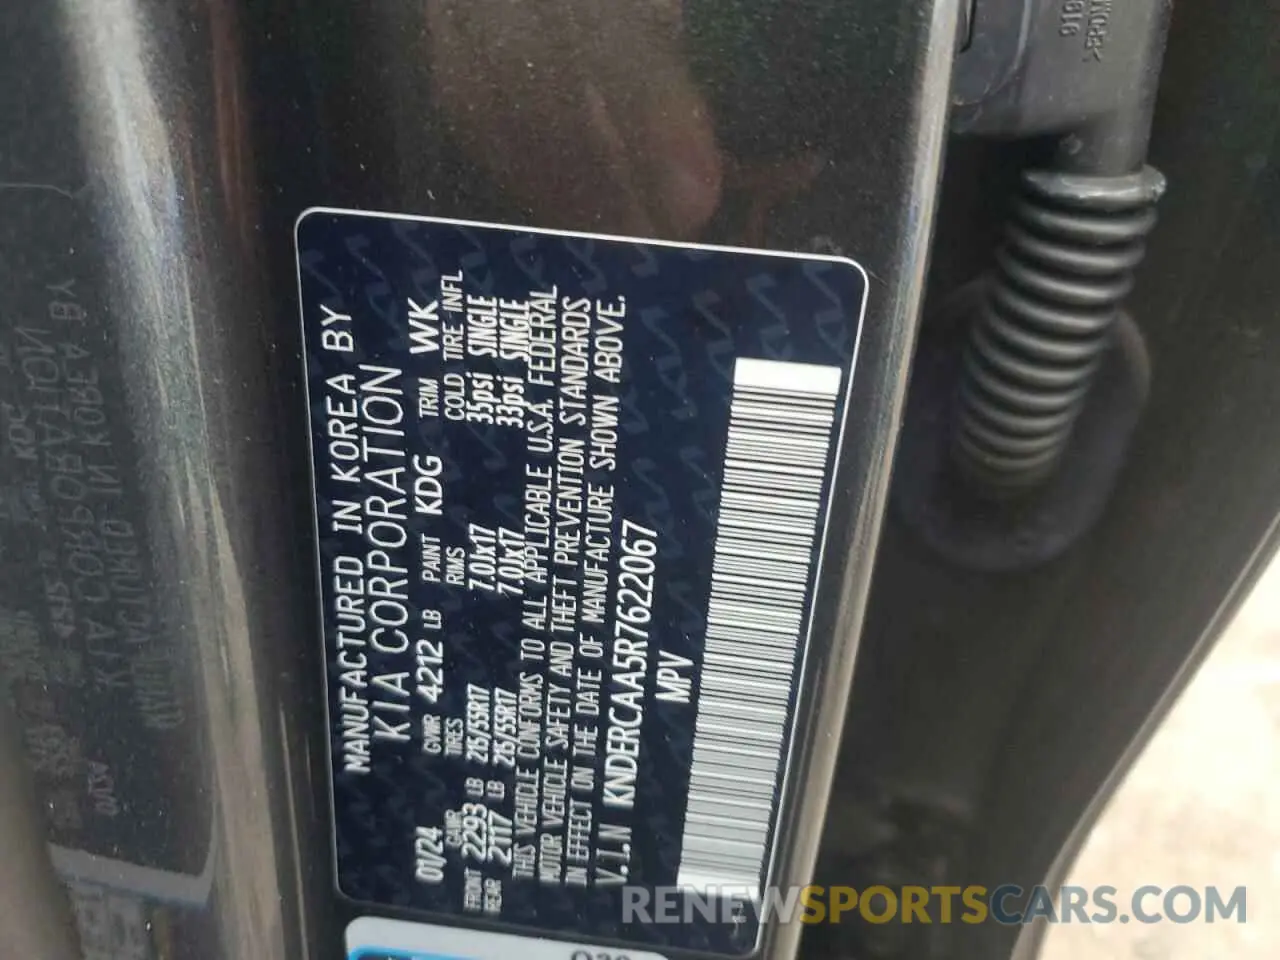 MANUFACTURED IN KOREA BY
KIA CORPORATION
01/24 GVWR 4212 LB PAINT KDG TRIM WK
GAWR TIRES RIMS COLD TIRE INFL
FRONT 2293 LB 215/55R17 7.0Jx17 35psi SINGLE
REAR 2117 LB 215/55R17 7.0Jx17 33psi SINGLE
THIS VEHICLE CONFORMS TO ALL APPLICABLE U.S.A. FEDERAL
MOTOR VEHICLE SAFETY AND THEFT PREVENTION STANDARDS
IN EFFECT ON THE DATE OF MANUFACTURE SHOWN ABOVE.
V.I.N KNDERCAA5R7622067
MPV
RENEWSPORTSCARS.COM